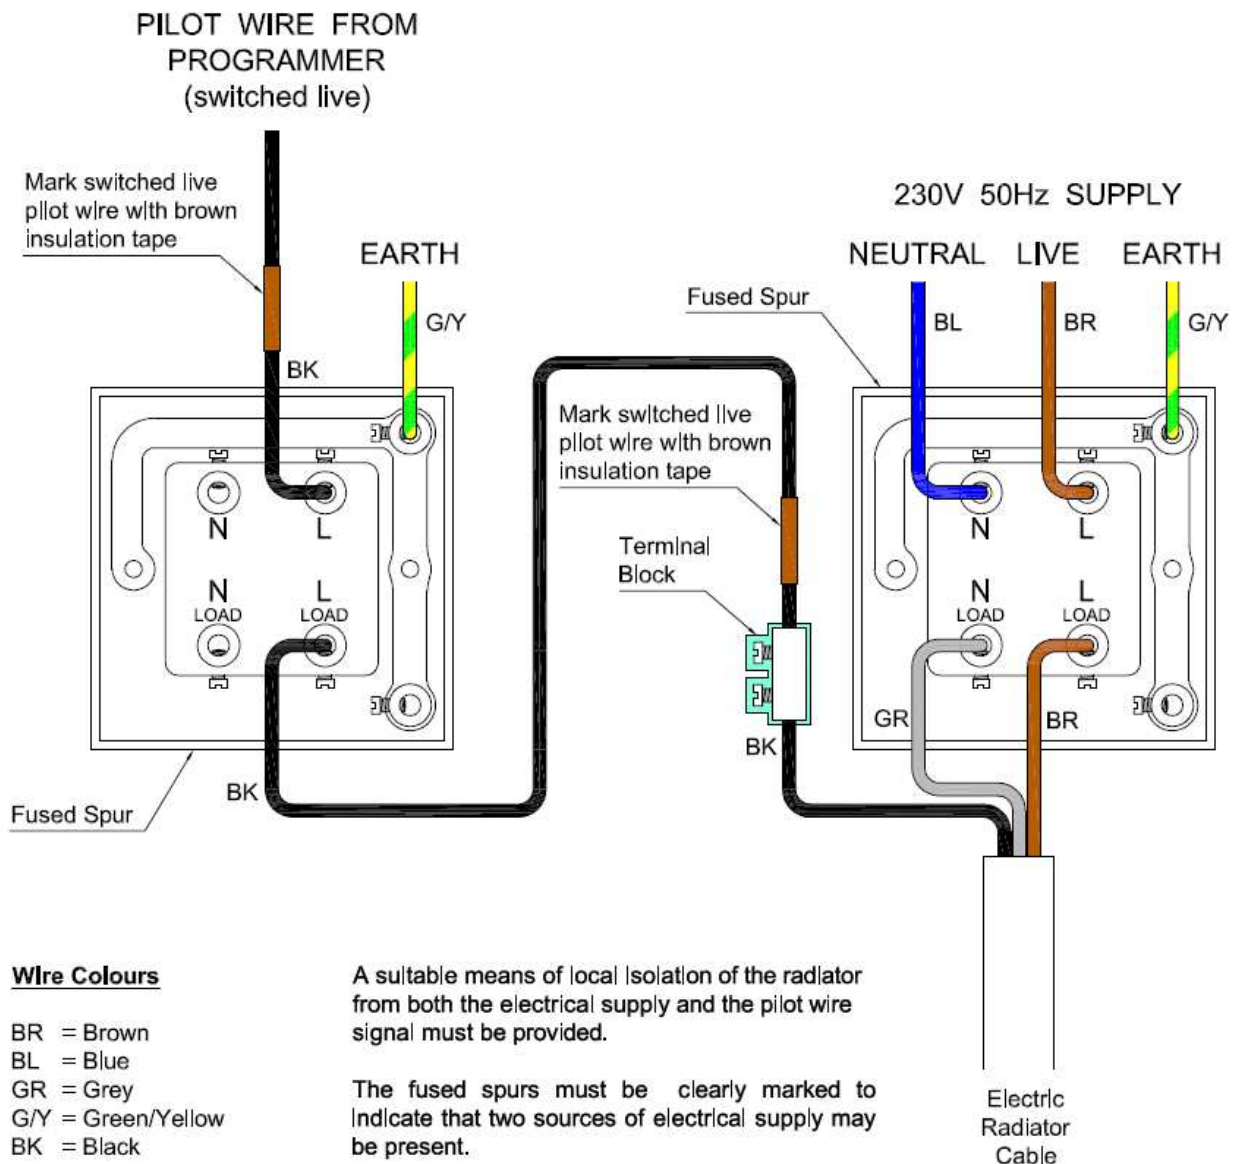 PILOT WIRE FROM
PROGRAMMER
(switched live)
Mark switched live
pilot wire with brown
insulation tape
EARTH
G/Y
BK
230V 50Hz SUPPLY
NEUTRAL LIVE EARTH
Fused Spur
BL
BR
G/Y
Mark switched live
pilot wire with brown
insulation tape
Terminal
Block
N L
N L
LOAD LOAD
N L
N L
LOAD LOAD
GR
BR
BK
BK
Fused Spur
Wire Colours
BR = Brown
BL = Blue
GR = Grey
G/Y = Green/Yellow
BK = Black
A suitable means of local isolation of the radiator
from both the electrical supply and the pilot wire
signal must be provided.
The fused spurs must be clearly marked to
indicate that two sources of electrical supply may
be present.
Electric
Radiator
Cable